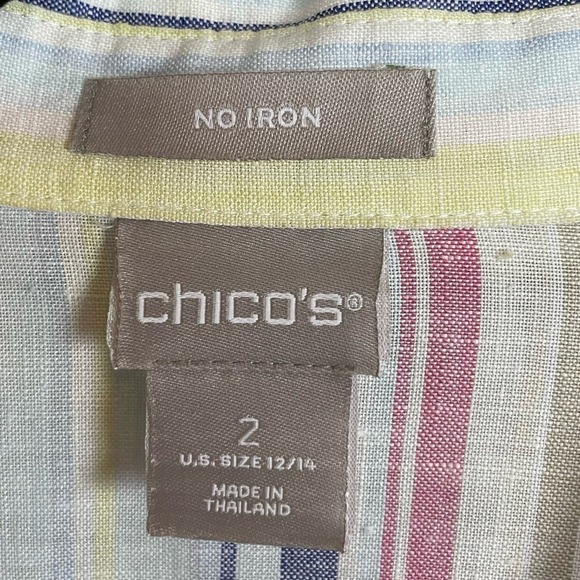 NO IRON
chico's®
2
U.S. SIZE 12/14
MADE IN
THAILAND